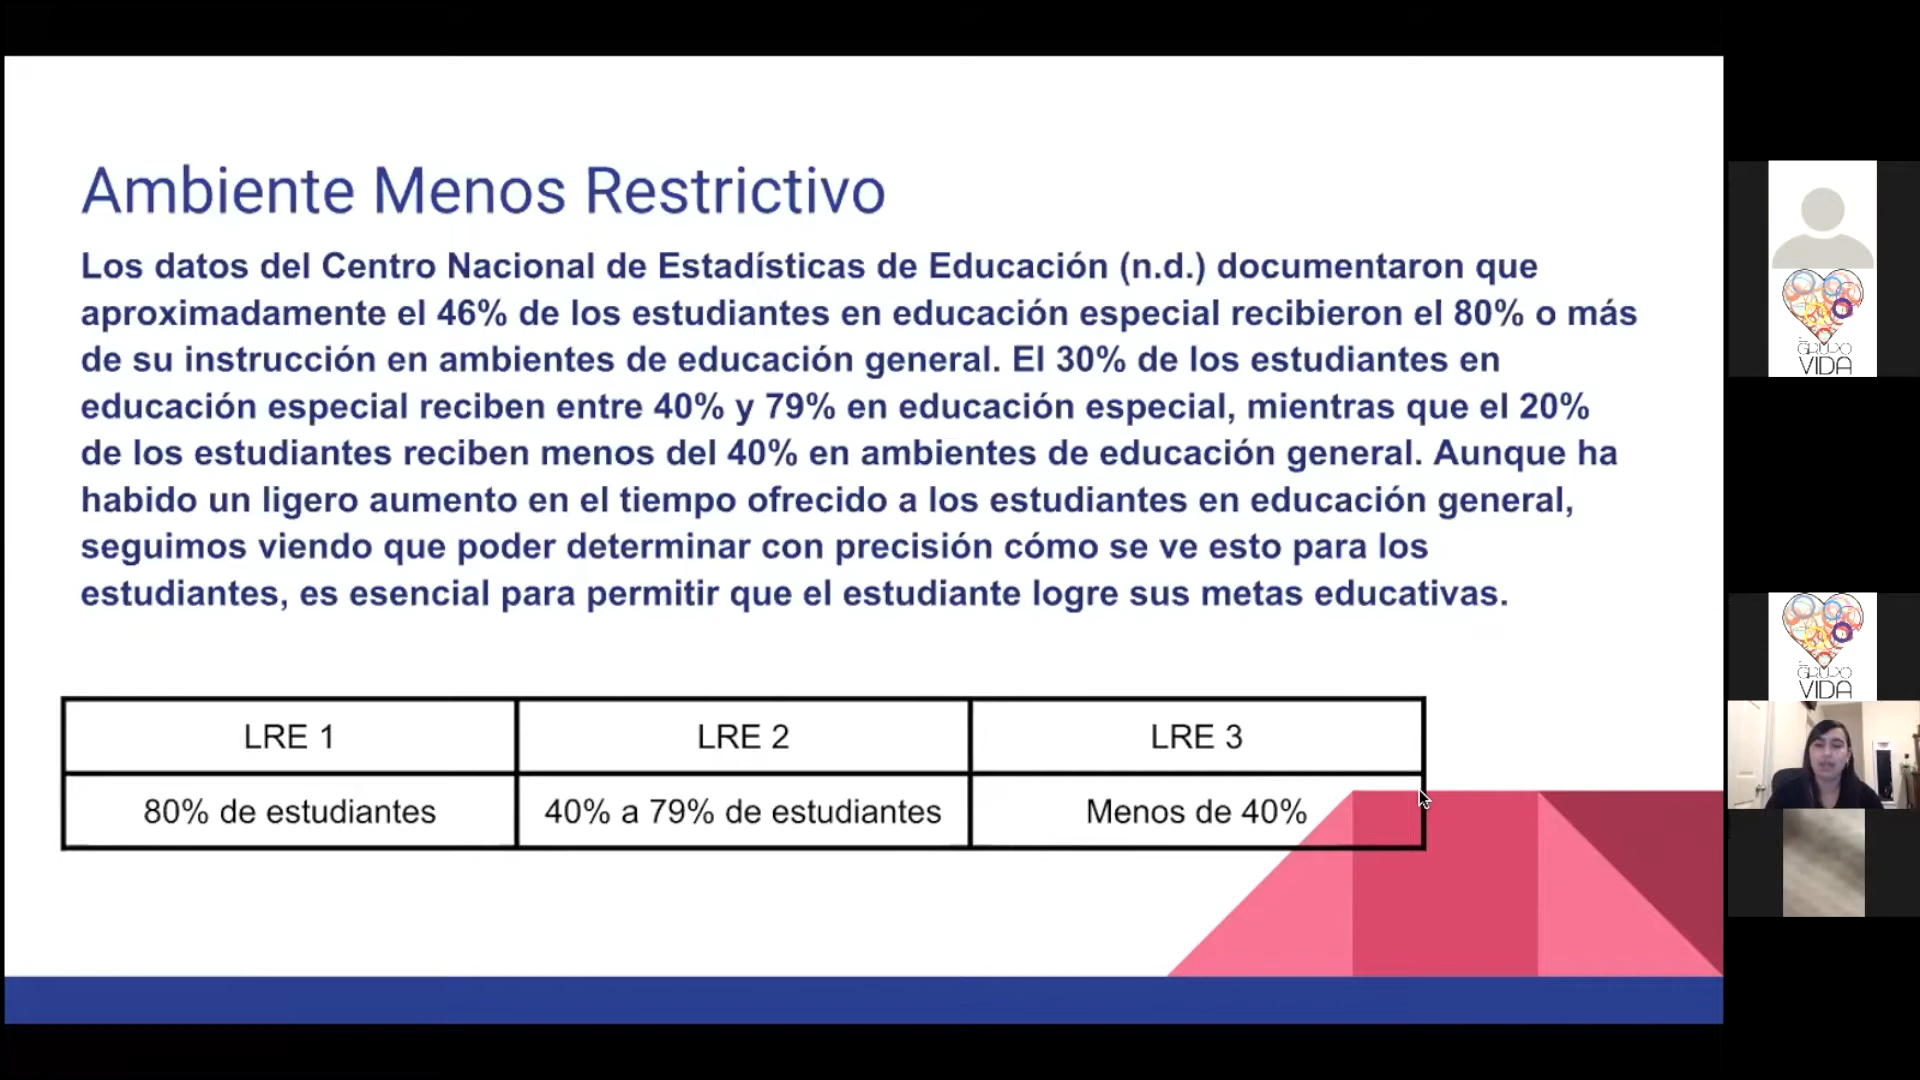 Ambiente Menos Restrictivo
Los datos del Centro Nacional de Estadísticas de Educación (n.d.) documentaron que
aproximadamente el 46% de los estudiantes en educación especial recibieron el 80% o más
de su instrucción en ambientes de educación general. El 30% de los estudiantes en
educación especial reciben entre 40% y 79% en educación especial, mientras que el 20%
de los estudiantes reciben menos del 40% en ambientes de educación general. Aunque ha
habido un ligero aumento en el tiempo ofrecido a los estudiantes en educación general,
seguimos viendo que poder determinar con precisión cómo se ve esto para los
estudiantes, es esencial para permitir que el estudiante logre sus metas educativas.
LRE 1
LRE 2
LRE 3
80% de estudiantes
40% a 79% de estudiantes
Menos de 40%
GRUPO
VIDA
GRUPO
VIDA